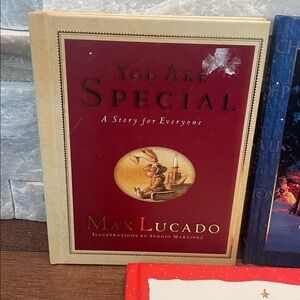 YOU ARE
SPECIAL
A Story for Everyone
MAX LUCADO
ILLUSTRATIONS BY SERGIO MARTINEZ